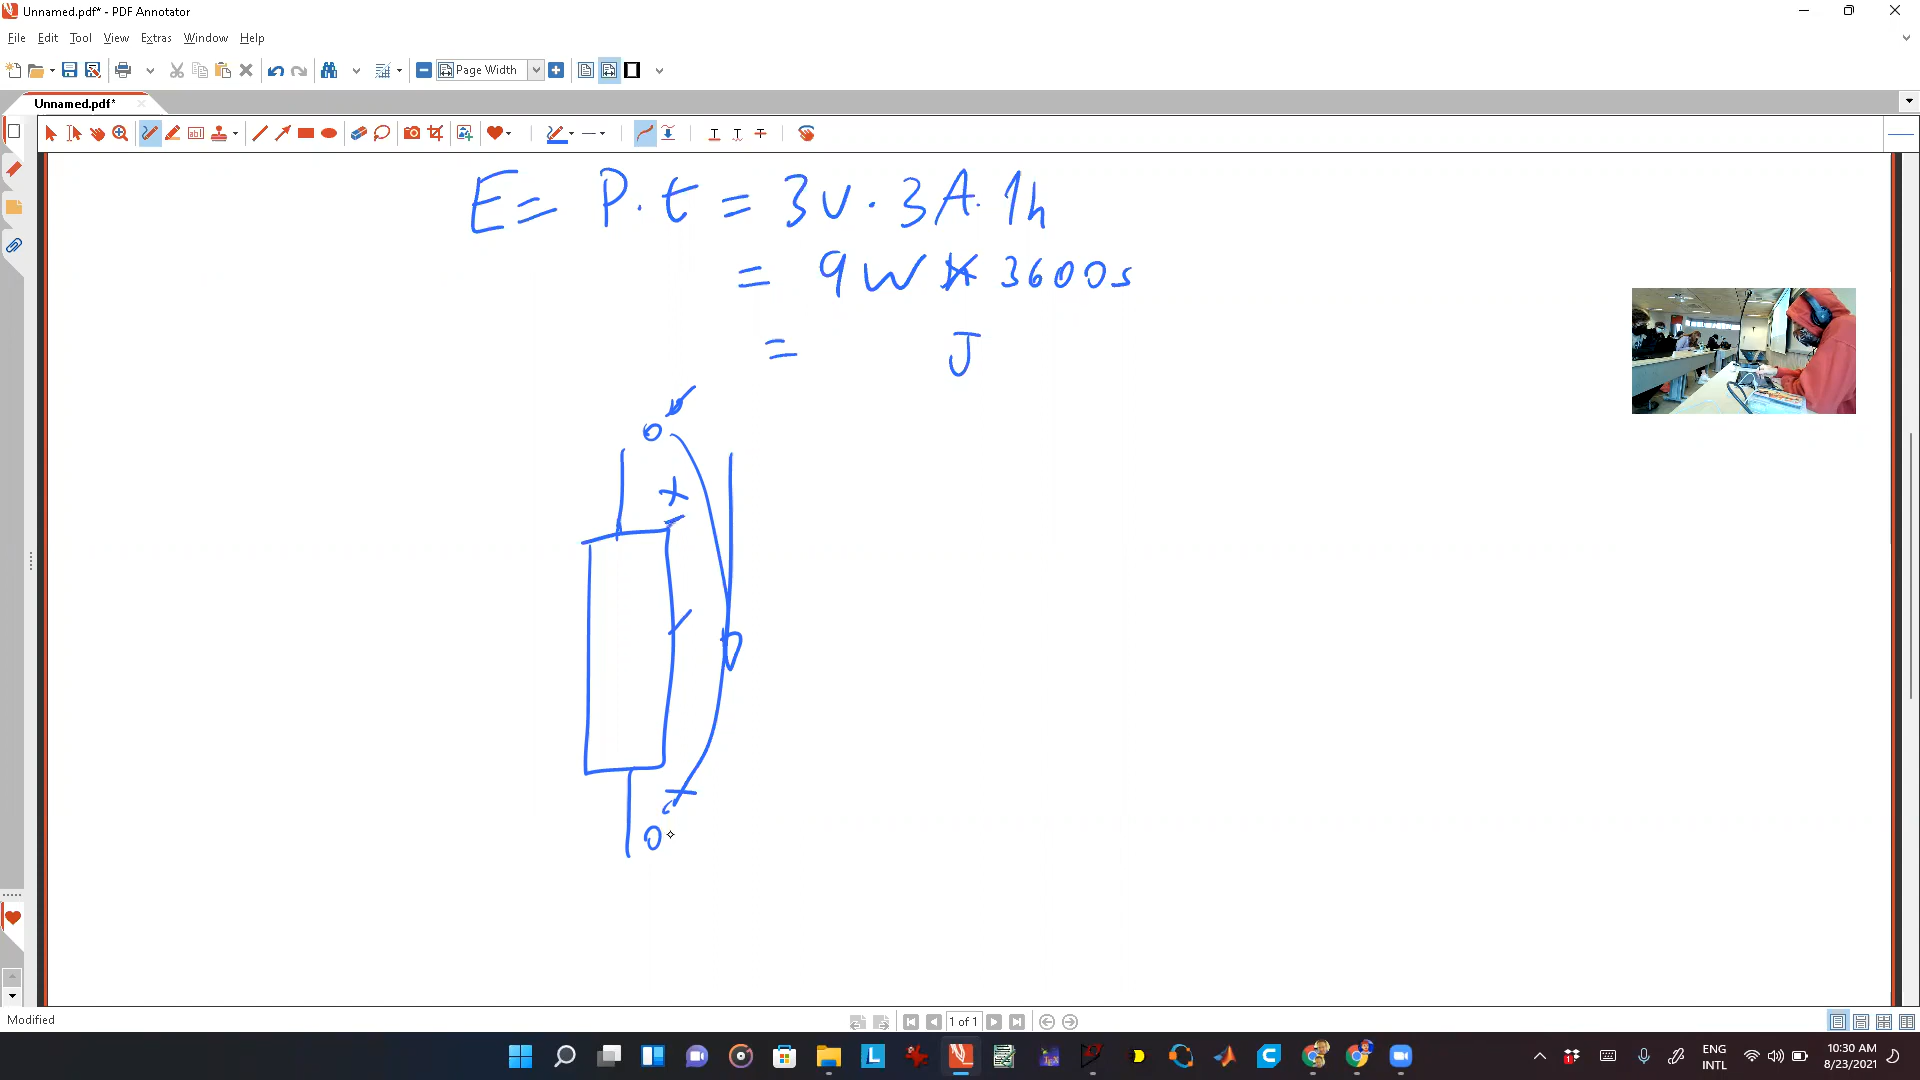 Unnamed.pdf* - PDF Annotator
File Edit Tool View Extras Window Help
Page Width
Unnamed.pdf*
E = P.t = 3V . 3A . 1h
= 9 W * 3600s
= J
o
+
o
Modified
1 of 1
ENG
INTL
10:30 AM
8/23/2021